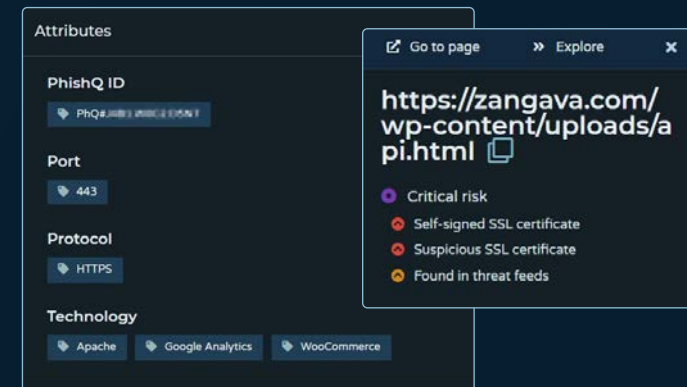 Attributes
PhishQ ID
PhQ#
Port
443
Protocol
HTTPS
Technology
Apache Google Analytics WooCommerce
Go to page Explore
https://zangava.com/
wp-content/uploads/a
pi.html
Critical risk
Self-signed SSL certificate
Suspicious SSL certificate
Found in threat feeds